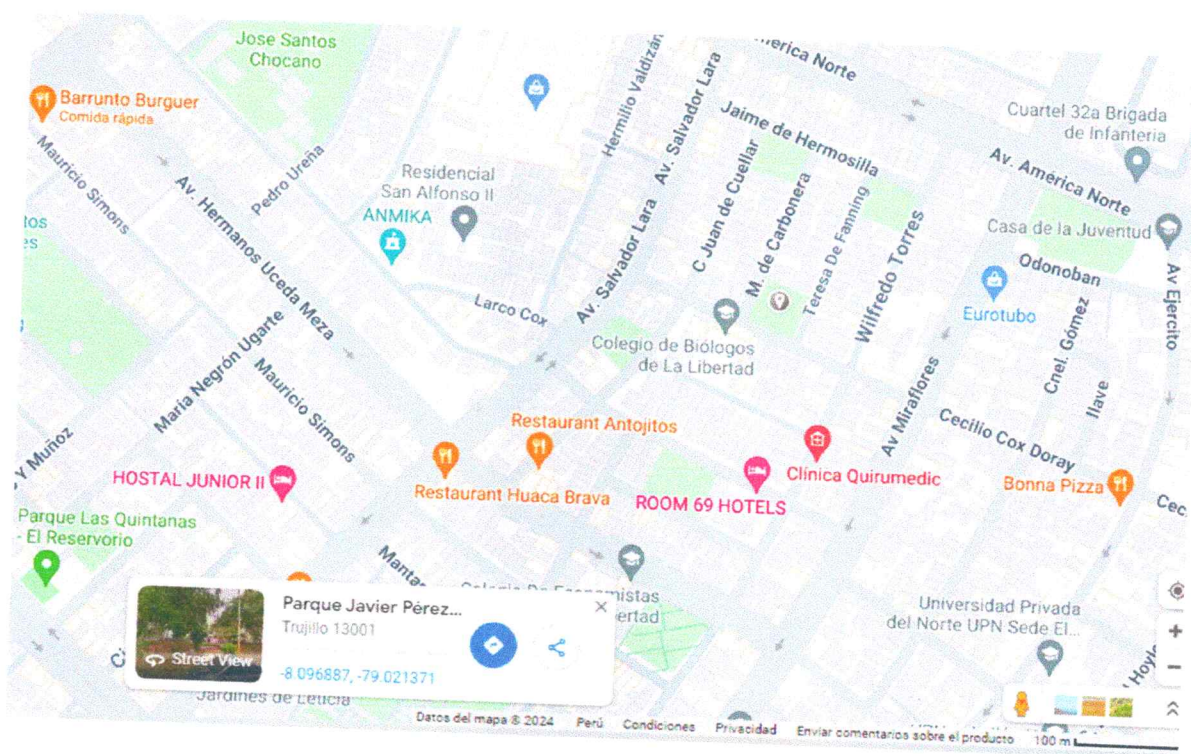 Jose Santos
Chocano
Barrunto Burguer
Comida rápida
Mauricio Simons
Av. Hermanos Uceda Meza
Pedro Ureña
Residencial
San Alfonso II
ANMIKA
Larco Cox
Hermilio Valdizán
Av. Salvador Lara
Av. Salvador Lara
Av. Salvador Lara
América Norte
Jaime de Hermosilla
C Juan de Cuellar
M. de Carbonera
Teresa De Fanning
Wilfredo Torres
Cuartel 32a Brigada
de Infanteria
Av. América Norte
Casa de la Juventud
Odonoban
Av Ejercito
Eurotubo
Cnel. Gómez
Ilave
Colegio de Biólogos
de La Libertad
Av Miraflores
Cecilio Cox Doray
Maria Negrón Ugarte
Mauricio Simons
Y Muñoz
HOSTAL JUNIOR II
Restaurant Antojitos
Restaurant Huaca Brava
ROOM 69 HOTELS
Clínica Quirumedic
Bonna Pizza
Parque Las Quintanas
- El Reservorio
Universidad Privada
del Norte UPN Sede El...
Parque Javier Pérez...
Trujillo 13001
Street View
-8.096887, -79.021371
Jardines de Leticia
Datos del mapa © 2024 Perú Condiciones Privacidad Enviar comentarios sobre el producto 100 m